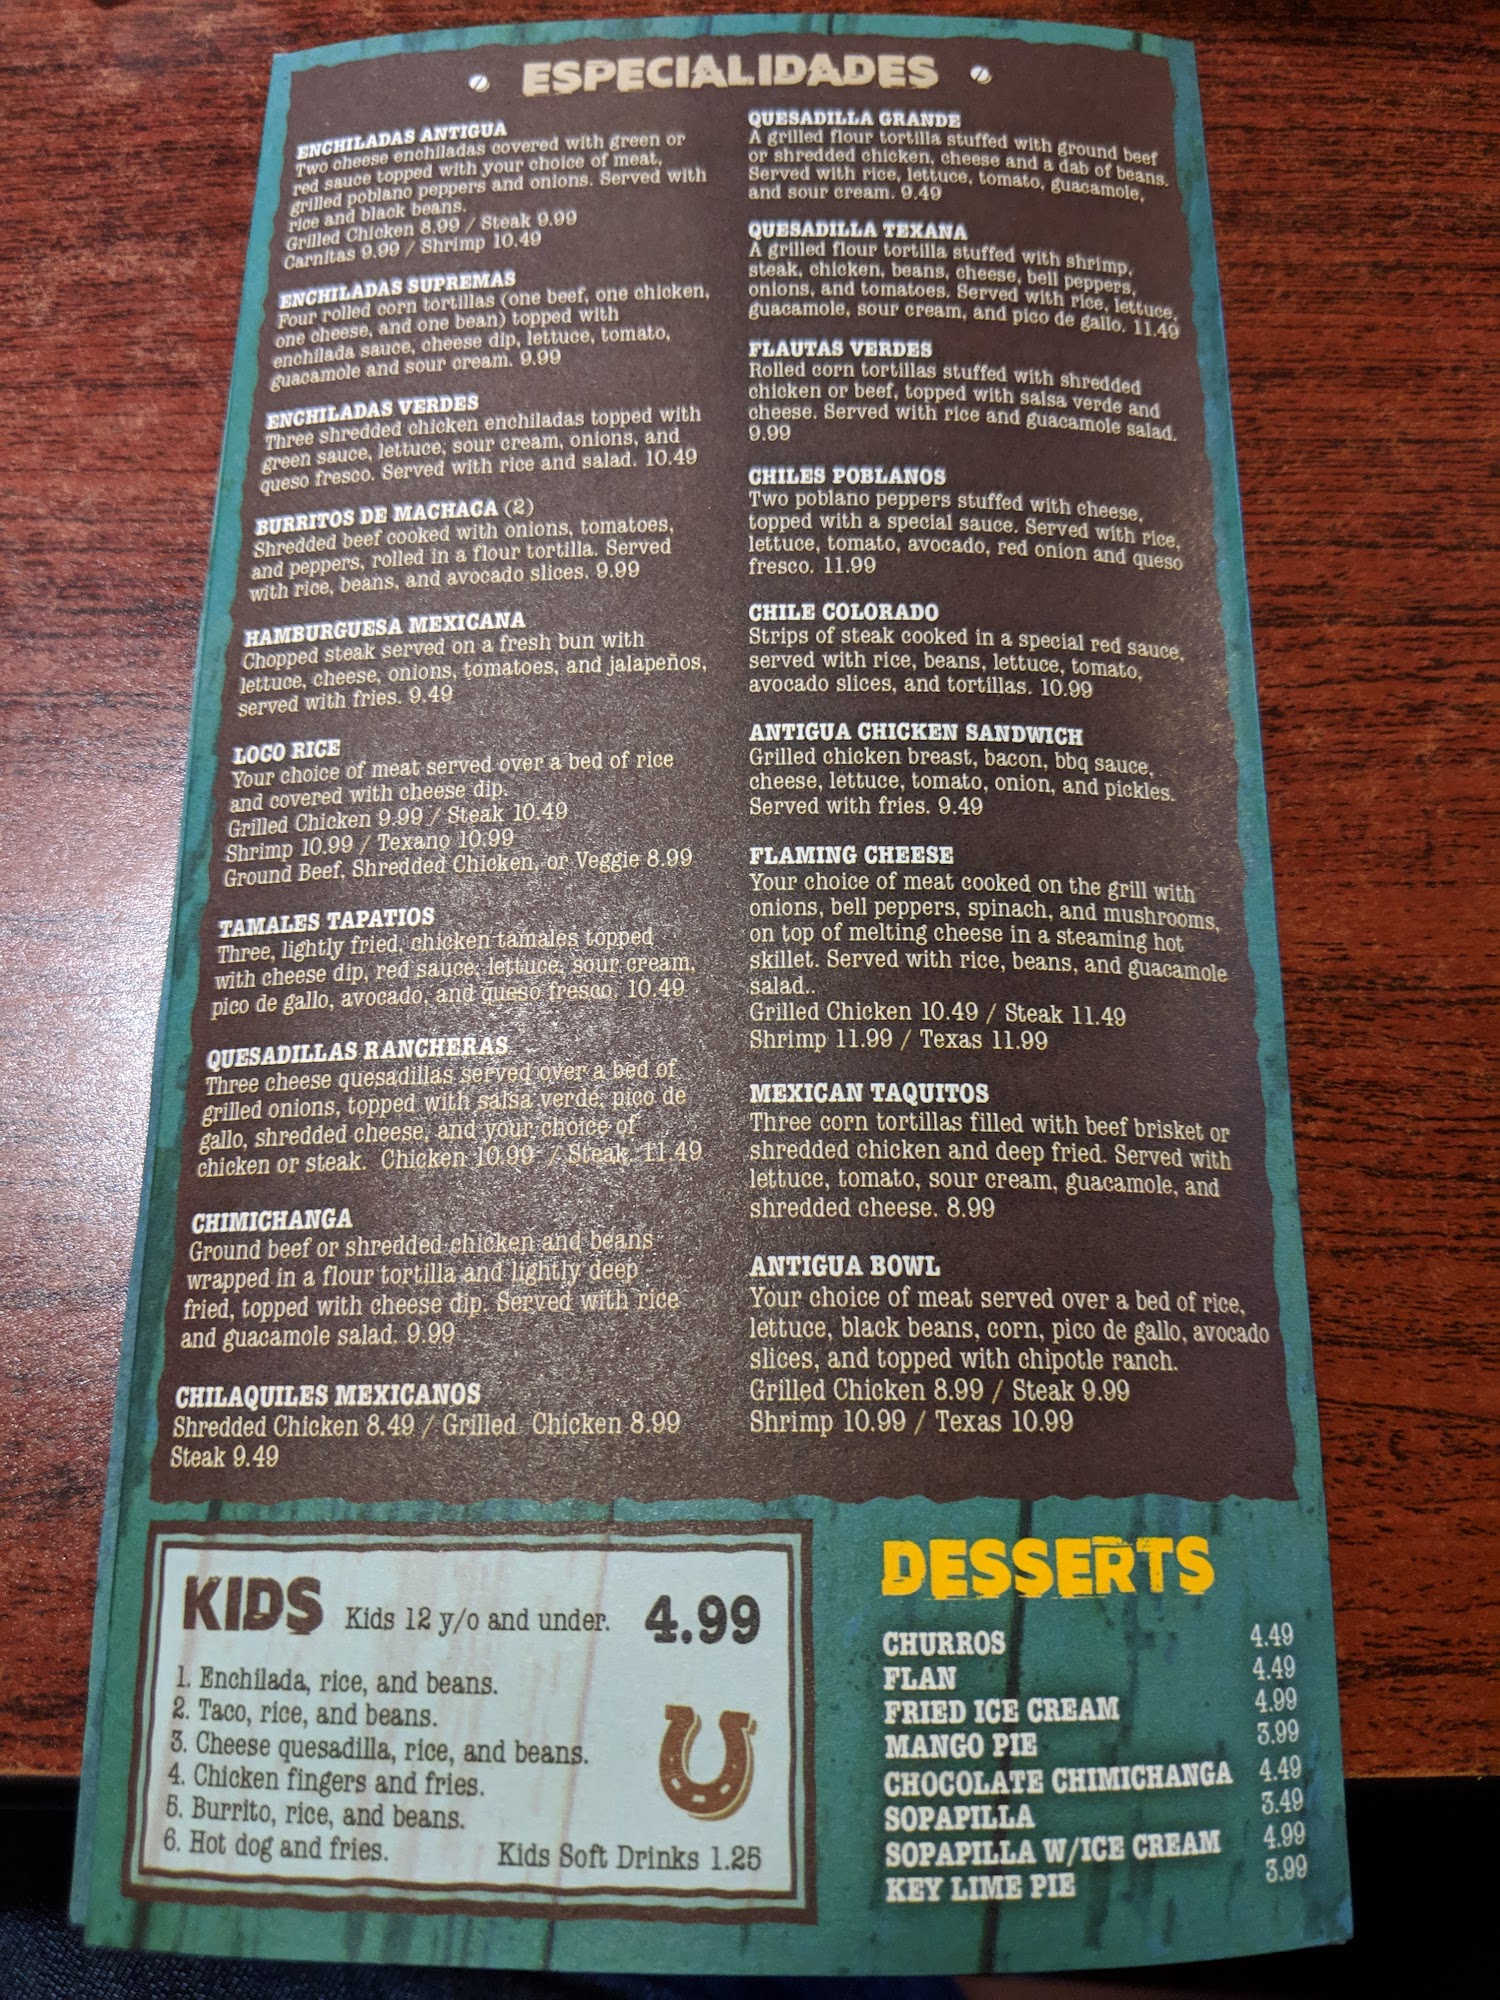 ESPECIALIDADES
ENCHILADAS ANTIGUA
Two cheese enchiladas covered with green or
red sauce topped with your choice of meat,
grilled poblano peppers and onions. Served with
rice and black beans.
Grilled Chicken 8.99 / Steak 9.99
Carnitas 9.99 / Shrimp 10.49
ENCHILADAS SUPREMAS
Four rolled corn tortillas (one beef, one chicken,
one cheese, and one bean) topped with
enchilada sauce, cheese dip, lettuce, tomato,
guacamole and sour cream. 9.99
ENCHILADAS VERDES
Three shredded chicken enchiladas topped with
green sauce, lettuce, sour cream, onions, and
queso fresco. Served with rice and salad. 10.49
BURRITOS DE MACHACA (2)
Shredded beef cooked with onions, tomatoes,
and peppers, rolled in a flour tortilla. Served
with rice, beans, and avocado slices. 9.99
HAMBURGUESA MEXICANA
Chopped steak served on a fresh bun with
lettuce, cheese, onions, tomatoes, and jalapeños,
served with fries. 9.49
LOCO RICE
Your choice of meat served over a bed of rice
and covered with cheese dip.
Grilled Chicken 9.99 / Steak 10.49
Shrimp 10.99 / Texano 10.99
Ground Beef, Shredded Chicken, or Veggie 8.99
TAMALES TAPATIOS
Three, lightly fried, chicken tamales topped
with cheese dip, red sauce, lettuce, sour cream,
pico de gallo, avocado, and queso fresco. 10.49
QUESADILLAS RANCHERAS
Three cheese quesadillas served over a bed of
grilled onions, topped with salsa verde, pico de
gallo, shredded cheese, and your choice of
chicken or steak. Chicken 10.99 / Steak 11.49
CHIMICHANGA
Ground beef or shredded chicken and beans
wrapped in a flour tortilla and lightly deep
fried, topped with cheese dip. Served with rice
and guacamole salad. 9.99
CHILAQUILES MEXICANOS
Shredded Chicken 8.49 / Grilled Chicken 8.99
Steak 9.49
QUESADILLA GRANDE
A grilled flour tortilla stuffed with ground beef
or shredded chicken, cheese and a dab of beans.
Served with rice, lettuce, tomato, guacamole,
and sour cream. 9.49
QUESADILLA TEXANA
A grilled flour tortilla stuffed with shrimp,
steak, chicken, beans, cheese, bell peppers,
onions, and tomatoes. Served with rice, lettuce,
guacamole, sour cream, and pico de gallo. 11.49
FLAUTAS VERDES
Rolled corn tortillas stuffed with shredded
chicken or beef, topped with salsa verde and
cheese. Served with rice and guacamole salad.
9.99
CHILES POBLANOS
Two poblano peppers stuffed with cheese,
topped with a special sauce. Served with rice,
lettuce, tomato, avocado, red onion and queso
fresco. 11.99
CHILE COLORADO
Strips of steak cooked in a special red sauce,
served with rice, beans, lettuce, tomato,
avocado slices, and tortillas. 10.99
ANTIGUA CHICKEN SANDWICH
Grilled chicken breast, bacon, bbq sauce,
cheese, lettuce, tomato, onion, and pickles.
Served with fries. 9.49
FLAMING CHEESE
Your choice of meat cooked on the grill with
onions, bell peppers, spinach, and mushrooms,
on top of melting cheese in a steaming hot
skillet. Served with rice, beans, and guacamole
salad..
Grilled Chicken 10.49 / Steak 11.49
Shrimp 11.99 / Texas 11.99
MEXICAN TAQUITOS
Three corn tortillas filled with beef brisket or
shredded chicken and deep fried. Served with
lettuce, tomato, sour cream, guacamole, and
shredded cheese. 8.99
ANTIGUA BOWL
Your choice of meat served over a bed of rice,
lettuce, black beans, corn, pico de gallo, avocado
slices, and topped with chipotle ranch.
Grilled Chicken 8.99 / Steak 9.99
Shrimp 10.99 / Texas 10.99
KIDS Kids 12 y/o and under. 4.99
1. Enchilada, rice, and beans.
2. Taco, rice, and beans.
3. Cheese quesadilla, rice, and beans.
4. Chicken fingers and fries.
5. Burrito, rice, and beans.
6. Hot dog and fries.
Kids Soft Drinks 1.25
DESSERTS
CHURROS 4.49
FLAN 4.49
FRIED ICE CREAM 4.99
MANGO PIE 3.99
CHOCOLATE CHIMICHANGA 4.49
SOPAPILLA 3.49
SOPAPILLA W/ICE CREAM 4.99
KEY LIME PIE 3.99